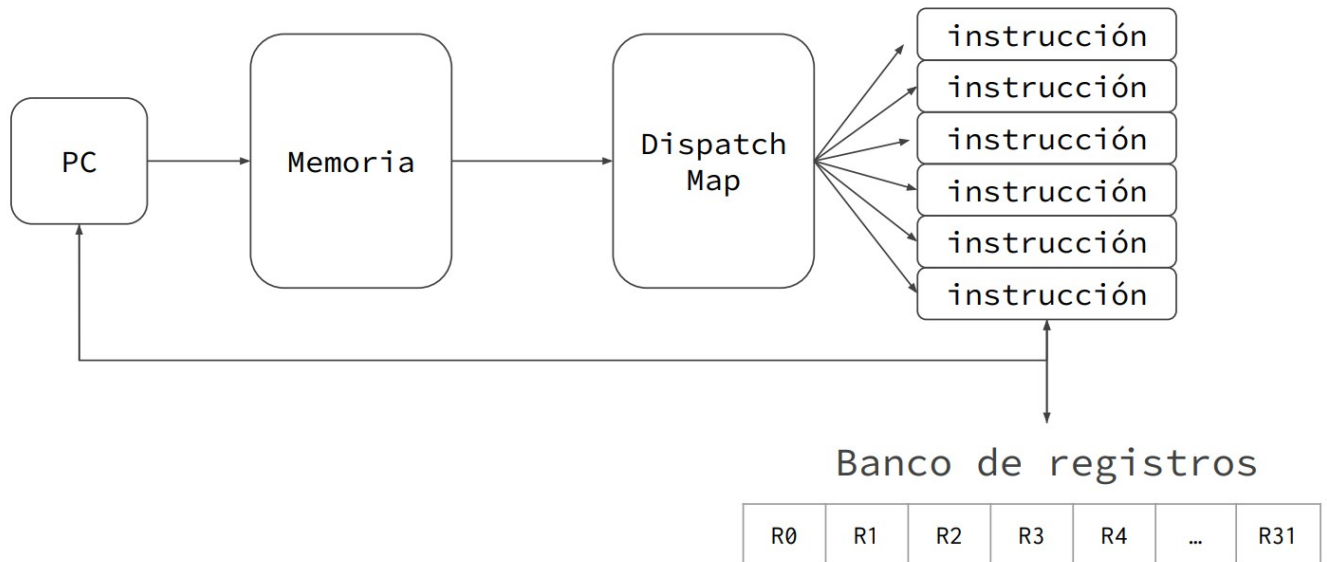 PC
Memoria
Dispatch
Map
instrucción
instrucción
instrucción
instrucción
instrucción
instrucción
Banco de registros
R0 R1 R2 R3 R4 … R31